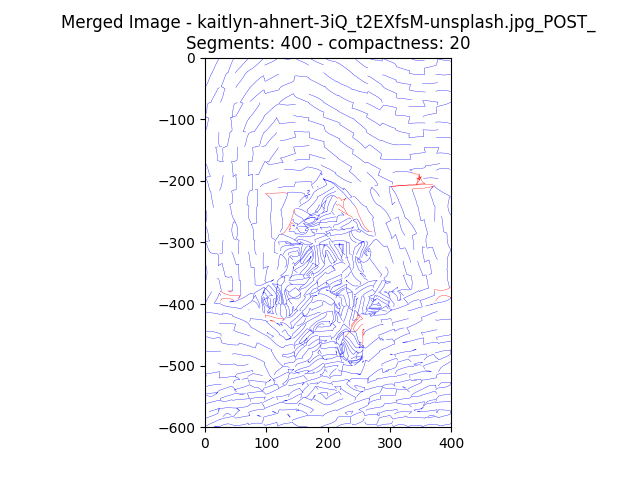 Merged Image - kaitlyn-ahnert-3iQ_t2EXfsM-unsplash.jpg_POST_
Segments: 400 - compactness: 20
0
−100
−200
−300
−400
−500
−600
0 100 200 300 400